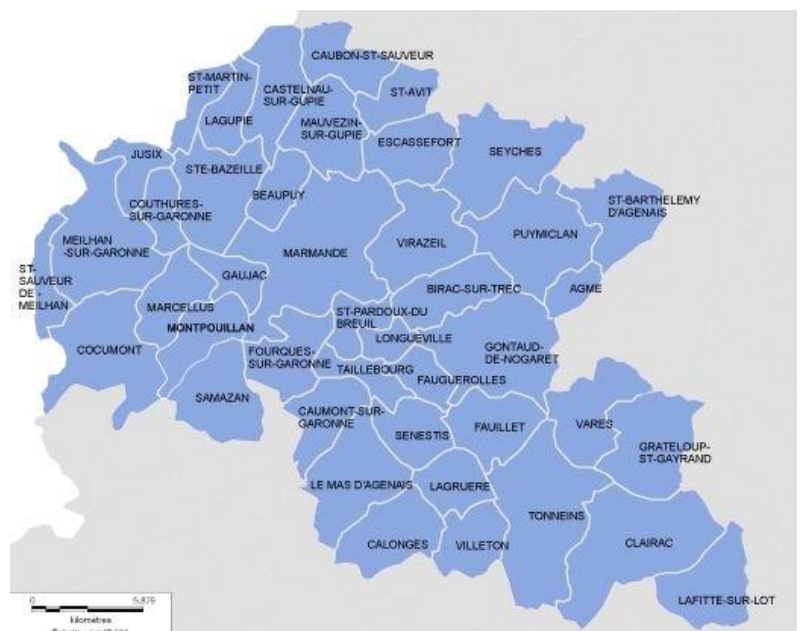 CAUBON-ST-SAUVEUR
ST-MARTIN-
PETIT
CASTELNAU-
SUR-GUPIE
ST-AVIT
LAGUPIE
MAUVEZIN-
SUR-GUPIE
ESCASSEFORT
SEYCHES
JUSIX
STE-BAZEILLE
BEAUPUY
COUTHURES-
SUR-GARONNE
ST-BARTHELEMY
D'AGENAIS
MEILHAN
-SUR-GARONNE
MARMANDE
VIRAZEIL
PUYMICLAN
ST-
SAUVEUR
DE -
MEILHAN
GAUJAC
BIRAC-SUR-TREC
AGME
MARCELLUS
MONTPOUILLAN
ST-PARDOUX-DU
BREUIL
LONGUEVILLE
GONTAUD-
DE-NOGARET
COCUMONT
FOURQUES-
SUR-GARONNE
TAILLEBOURG
FAUGUEROLLES
SAMAZAN
CAUMONT-SUR-
GARONNE
SENESTIS
FAUILLET
VARES
GRATELOUP-
ST-GAYRAND
LE MAS D'AGENAIS
LAGRUERE
TONNEINS
CALONGES
VILLETON
CLAIRAC
LAFITTE-SUR-LOT
0 5,875
kilomètres